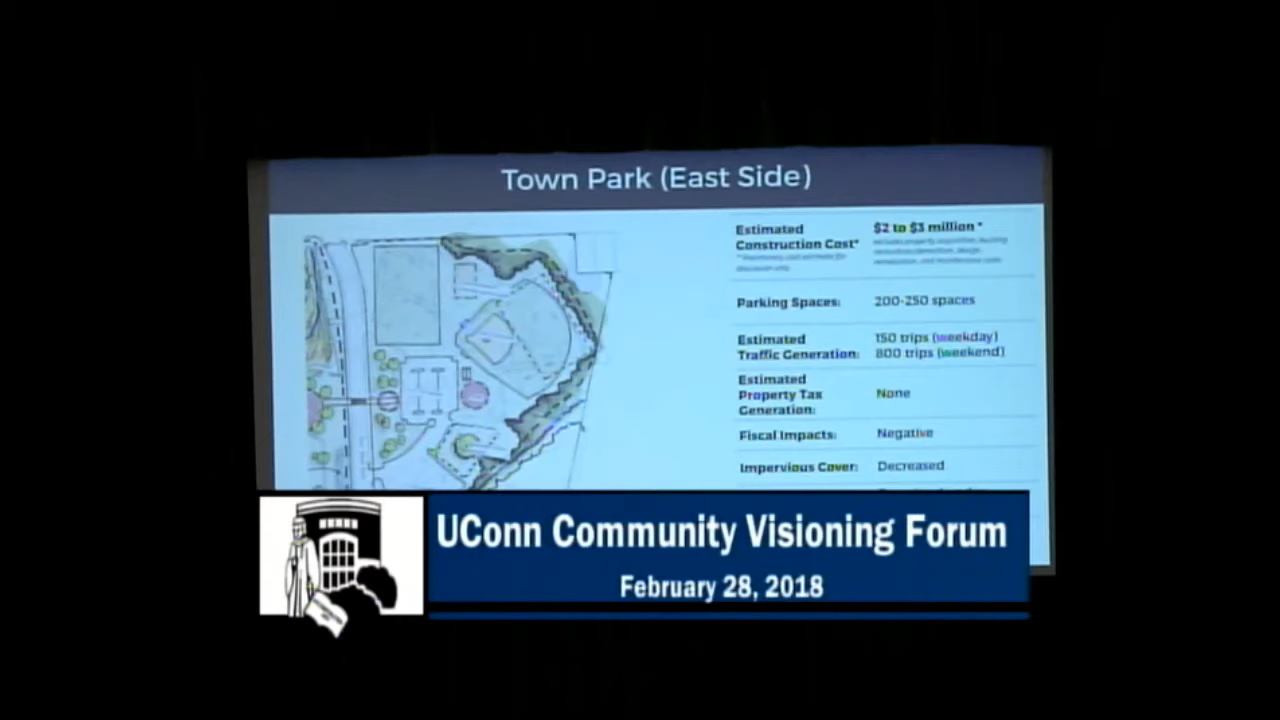 Town Park (East Side)
Estimated
Construction Cost*
$2 to $3 million *
Parking Spaces:
200-250 spaces
Estimated
Traffic Generation:
150 trips (weekday)
800 trips (weekend)
Estimated
Property Tax
Generation:
None
Fiscal Impacts:
Negative
Impervious Cover:
Decreased
UConn Community Visioning Forum
February 28, 2018